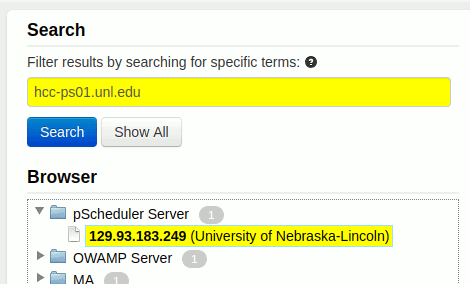 Search
Filter results by searching for specific terms: ?
hcc-ps01.unl.edu
Search Show All
Browser
pScheduler Server 1
129.93.183.249 (University of Nebraska-Lincoln)
OWAMP Server 1
MA 1